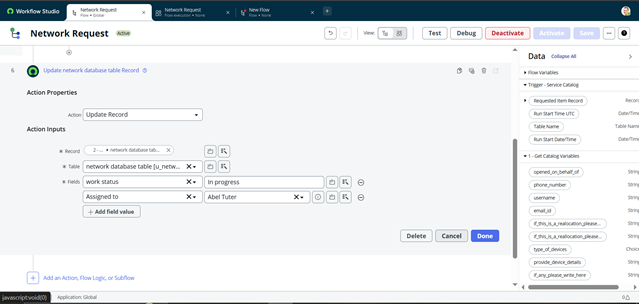 Workflow Studio
Network Request
Flow • Global
Network Request
Flow execution • None
New Flow
Flow • None
Network Request
Active
View:
Test
Debug
Deactivate
Activate
Save
6
Update network database table Record
Action Properties
Action
Update Record
Action Inputs
Record
2 - ... • network database tab...
Table
network database table [u_netw...
Fields
work status
In progress
Assigned to
Abel Tuter
+ Add field value
Delete
Cancel
Done
Add an Action, Flow Logic, or Subflow
Data
Collapse All
Flow Variables
Trigger - Service Catalog
Requested Item Record
Record
Run Start Time UTC
Date/Time
Table Name
Table Name
Run Start Date/Time
Date/Time
1 - Get Catalog Variables
opened_on_behalf_of
String
phone_number
String
username
String
email_id
String
if_this_is_a_reallocation_please...
String
if_this_is_a_reallocation_please...
String
type_of_devices
Choice
provide_device_details
String
if_any_please_write_here
String
javascript:void(0)
Application: Global